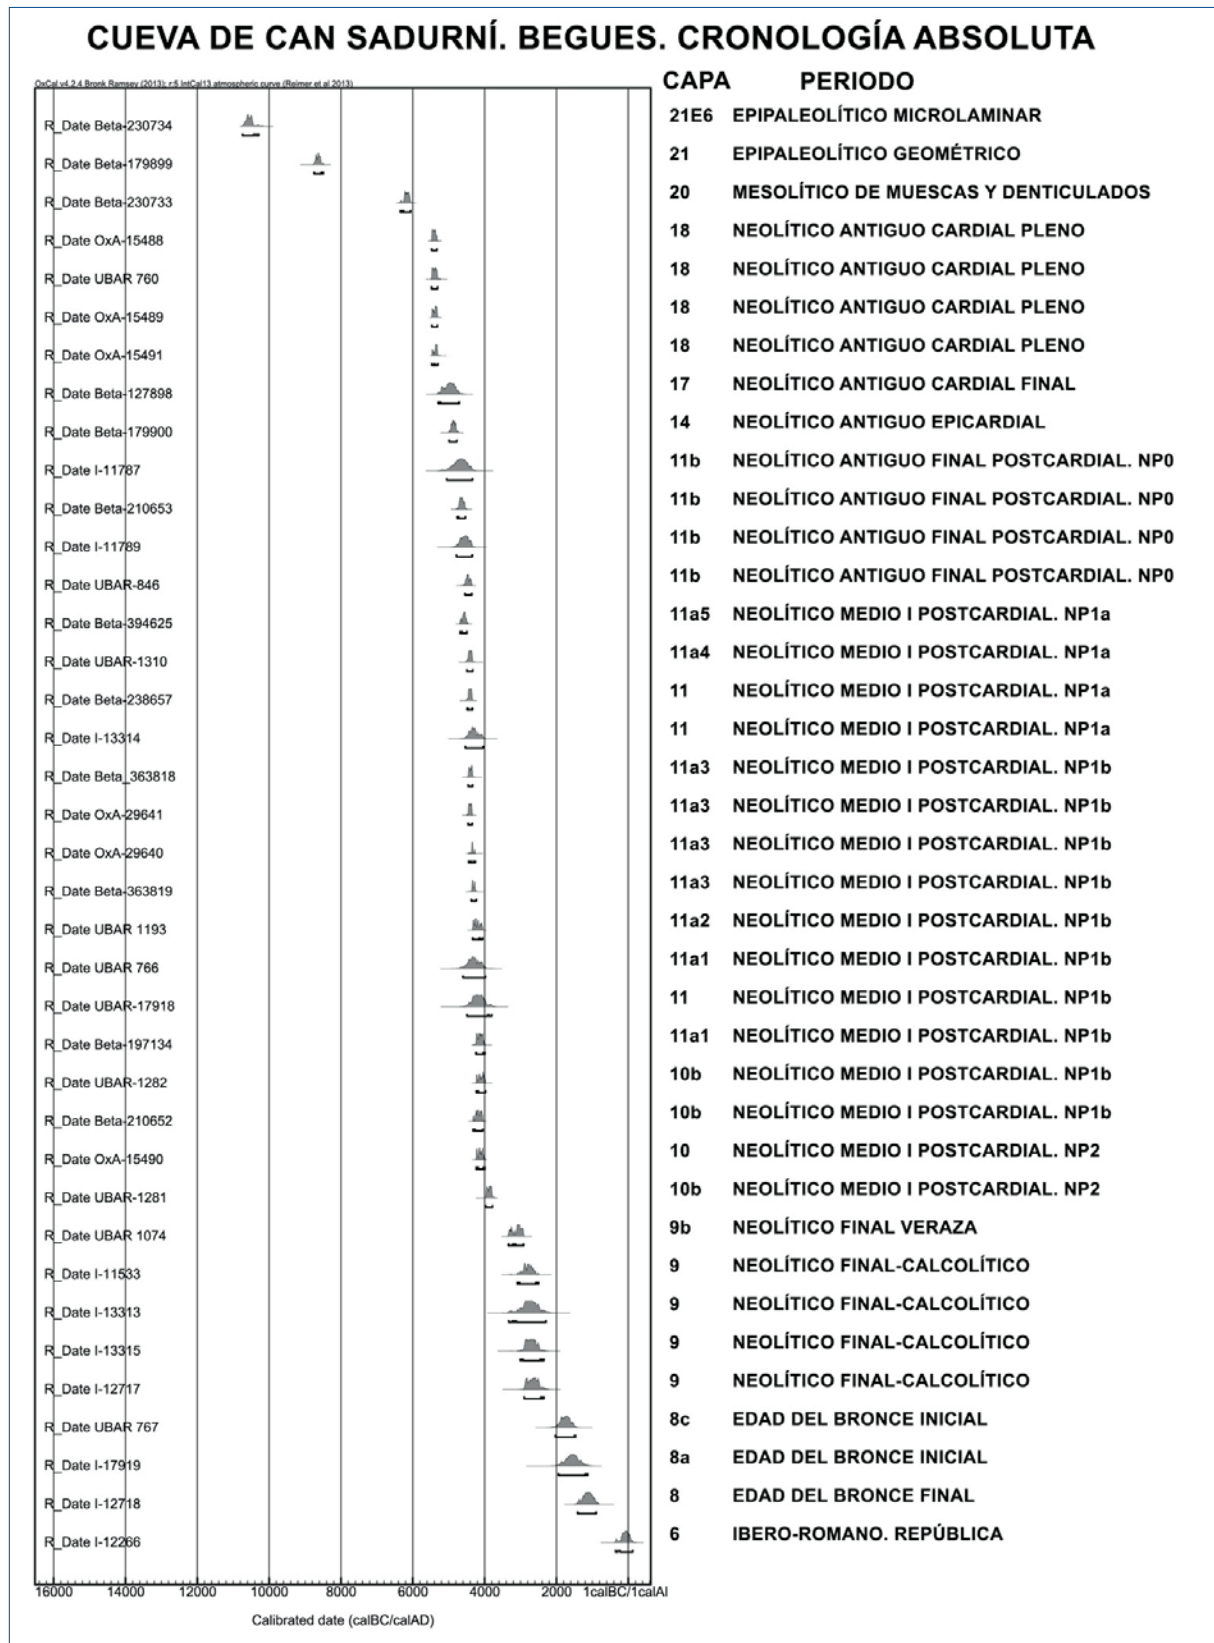 CUEVA DE CAN SADURNÍ. BEGUES. CRONOLOGÍA ABSOLUTA
OxCal v4.2.4 Bronk Ramsey (2013); r:5 IntCal13 atmospheric curve (Reimer et al 2013)
CAPA PERIODO
R_Date Beta-230734 21E6 EPIPALEOLÍTICO MICROLAMINAR
R_Date Beta-179899 21 EPIPALEOLÍTICO GEOMÉTRICO
R_Date Beta-230733 20 MESOLÍTICO DE MUESCAS Y DENTICULADOS
R_Date OxA-15488 18 NEOLÍTICO ANTIGUO CARDIAL PLENO
R_Date UBAR 760 18 NEOLÍTICO ANTIGUO CARDIAL PLENO
R_Date OxA-15489 18 NEOLÍTICO ANTIGUO CARDIAL PLENO
R_Date OxA-15491 18 NEOLÍTICO ANTIGUO CARDIAL PLENO
R_Date Beta-127898 17 NEOLÍTICO ANTIGUO CARDIAL FINAL
R_Date Beta-179900 14 NEOLÍTICO ANTIGUO EPICARDIAL
R_Date I-11787 11b NEOLÍTICO ANTIGUO FINAL POSTCARDIAL. NP0
R_Date Beta-210653 11b NEOLÍTICO ANTIGUO FINAL POSTCARDIAL. NP0
R_Date I-11789 11b NEOLÍTICO ANTIGUO FINAL POSTCARDIAL. NP0
R_Date UBAR-846 11b NEOLÍTICO ANTIGUO FINAL POSTCARDIAL. NP0
R_Date Beta-394625 11a5 NEOLÍTICO MEDIO I POSTCARDIAL. NP1a
R_Date UBAR-1310 11a4 NEOLÍTICO MEDIO I POSTCARDIAL. NP1a
R_Date Beta-238657 11 NEOLÍTICO MEDIO I POSTCARDIAL. NP1a
R_Date I-13314 11 NEOLÍTICO MEDIO I POSTCARDIAL. NP1a
R_Date Beta_363818 11a3 NEOLÍTICO MEDIO I POSTCARDIAL. NP1b
R_Date OxA-29641 11a3 NEOLÍTICO MEDIO I POSTCARDIAL. NP1b
R_Date OxA-29640 11a3 NEOLÍTICO MEDIO I POSTCARDIAL. NP1b
R_Date Beta-363819 11a3 NEOLÍTICO MEDIO I POSTCARDIAL. NP1b
R_Date UBAR 1193 11a2 NEOLÍTICO MEDIO I POSTCARDIAL. NP1b
R_Date UBAR 766 11a1 NEOLÍTICO MEDIO I POSTCARDIAL. NP1b
R_Date UBAR-17918 11 NEOLÍTICO MEDIO I POSTCARDIAL. NP1b
R_Date Beta-197134 11a1 NEOLÍTICO MEDIO I POSTCARDIAL. NP1b
R_Date UBAR-1282 10b NEOLÍTICO MEDIO I POSTCARDIAL. NP1b
R_Date Beta-210652 10b NEOLÍTICO MEDIO I POSTCARDIAL. NP1b
R_Date OxA-15490 10 NEOLÍTICO MEDIO I POSTCARDIAL. NP2
R_Date UBAR-1281 10b NEOLÍTICO MEDIO I POSTCARDIAL. NP2
R_Date UBAR 1074 9b NEOLÍTICO FINAL VERAZA
R_Date I-11533 9 NEOLÍTICO FINAL-CALCOLÍTICO
R_Date I-13313 9 NEOLÍTICO FINAL-CALCOLÍTICO
R_Date I-13315 9 NEOLÍTICO FINAL-CALCOLÍTICO
R_Date I-12717 9 NEOLÍTICO FINAL-CALCOLÍTICO
R_Date UBAR 767 8c EDAD DEL BRONCE INICIAL
R_Date I-17919 8a EDAD DEL BRONCE INICIAL
R_Date I-12718 8 EDAD DEL BRONCE FINAL
R_Date I-12266 6 IBERO-ROMANO. REPÚBLICA
16000 14000 12000 10000 8000 6000 4000 2000 1calBC/1calAI
Calibrated date (calBC/calAD)